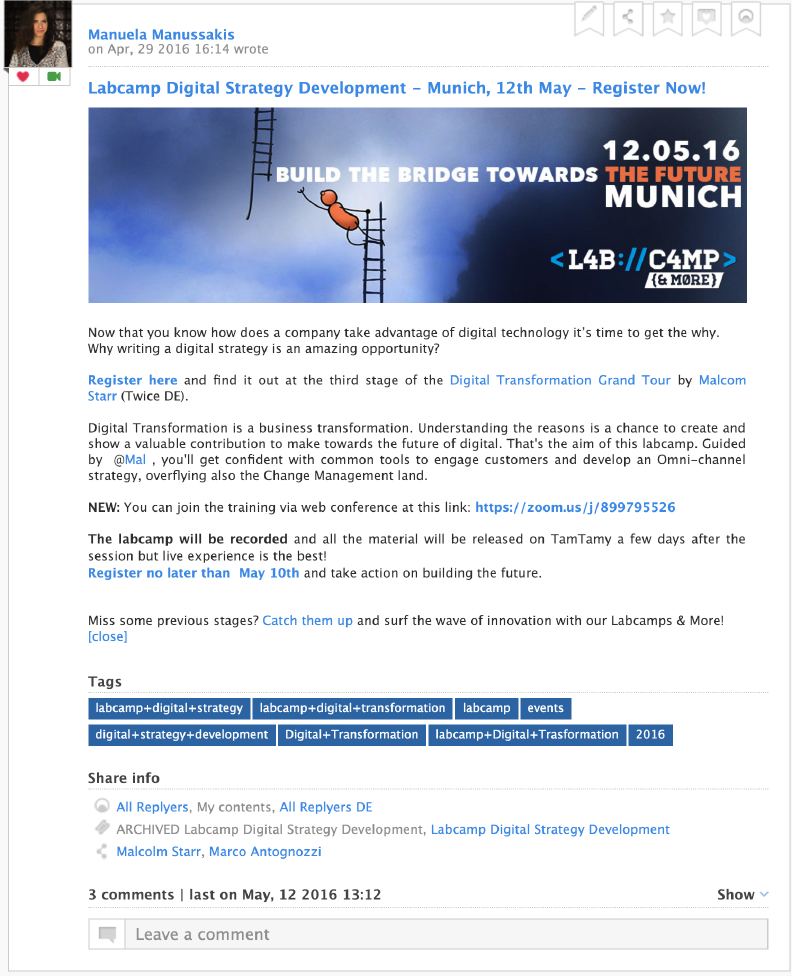 Manuela Manussakis
on Apr, 29 2016 16:14 wrote
Labcamp Digital Strategy Development – Munich, 12th May – Register Now!
12.05.16
BUILD THE BRIDGE TOWARDS THE FUTURE
MUNICH
<L4B://C4MP>
{& MØRE}
Now that you know how does a company take advantage of digital technology it's time to get the why.
Why writing a digital strategy is an amazing opportunity?
Register here and find it out at the third stage of the Digital Transformation Grand Tour by Malcom
Starr (Twice DE).
Digital Transformation is a business transformation. Understanding the reasons is a chance to create and
show a valuable contribution to make towards the future of digital. That's the aim of this labcamp. Guided
by @Mal , you'll get confident with common tools to engage customers and develop an Omni-channel
strategy, overflying also the Change Management land.
NEW: You can join the training via web conference at this link: https://zoom.us/j/899795526
The labcamp will be recorded and all the material will be released on TamTamy a few days after the
session but live experience is the best!
Register no later than May 10th and take action on building the future.
Miss some previous stages? Catch them up and surf the wave of innovation with our Labcamps & More!
[close]
Tags
labcamp+digital+strategy labcamp+digital+transformation labcamp events
digital+strategy+development Digital+Transformation labcamp+Digital+Trasformation 2016
Share info
All Replyers, My contents, All Replyers DE
ARCHIVED Labcamp Digital Strategy Development, Labcamp Digital Strategy Development
Malcolm Starr, Marco Antognozzi
3 comments | last on May, 12 2016 13:12 Show
Leave a comment